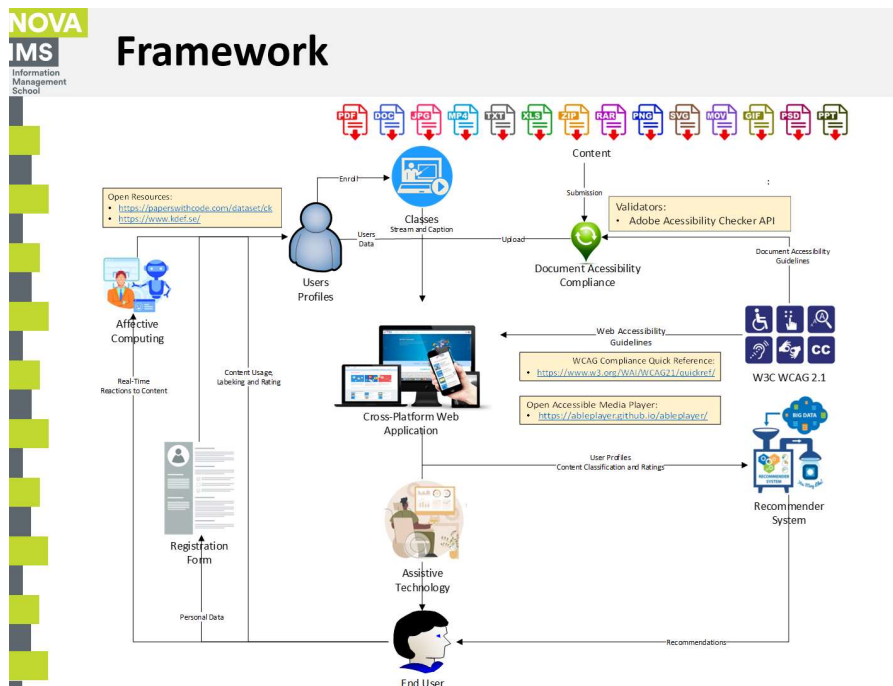 NOVA
IMS
Information
Management
School
Framework
PDF
DOC
JPG
MP4
TXT
XLS
ZIP
RAR
PNG
SVG
MOV
GIF
PSD
PPT
Content
:
Enroll
Submission
Open Resources:
• https://paperswithcode.com/dataset/ck
• https://www.kdef.se/
Validators:
• Adobe Acessibility Checker API
Classes
Stream and Caption
Users
Data
Upload
Document Accessibility
Guidelines
Document Acessibility
Compliance
Users
Profiles
Affective
Computing
Web Accessibility
Guidelines
CC
W3C WCAG 2.1
WCAG Compliance Quick Reference:
• https://www.w3.org/WAI/WCAG21/quickref/
Real-Time
Reactions to Content
Content Usage,
Labeking and Rating
Cross-Platform Web
Application
Open Accessible Media Player:
• https://ableplayer.github.io/ableplayer/
BIG DATA
User Profiles
Content Classification and Ratings
RECOMMENDER
SYSTEM
Recommender
System
Registration
Form
Assistive
Technology
Personal Data
Recommendations
End User